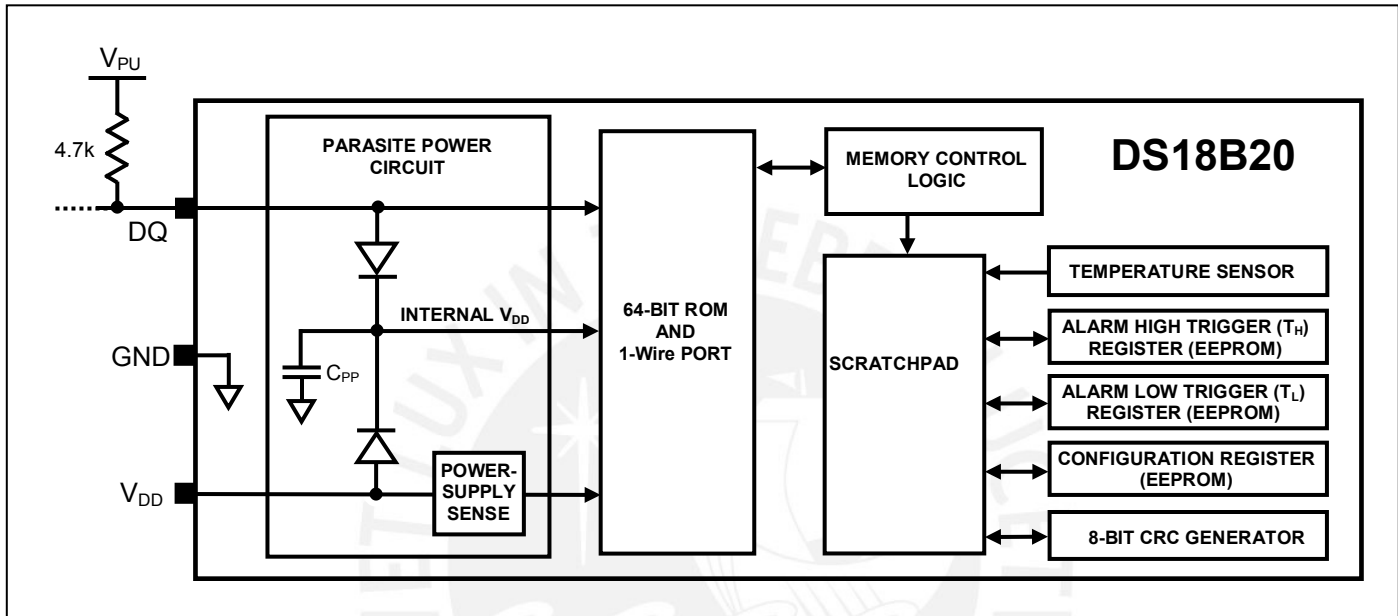 V_PU
4.7k
DQ
GND
V_DD
PARASITE POWER
CIRCUIT
INTERNAL V_DD
C_PP
POWER-
SUPPLY
SENSE
64-BIT ROM
AND
1-Wire PORT
MEMORY CONTROL
LOGIC
SCRATCHPAD
DS18B20
TEMPERATURE SENSOR
ALARM HIGH TRIGGER (T_H)
REGISTER (EEPROM)
ALARM LOW TRIGGER (T_L)
REGISTER (EEPROM)
CONFIGURATION REGISTER
(EEPROM)
8-BIT CRC GENERATOR